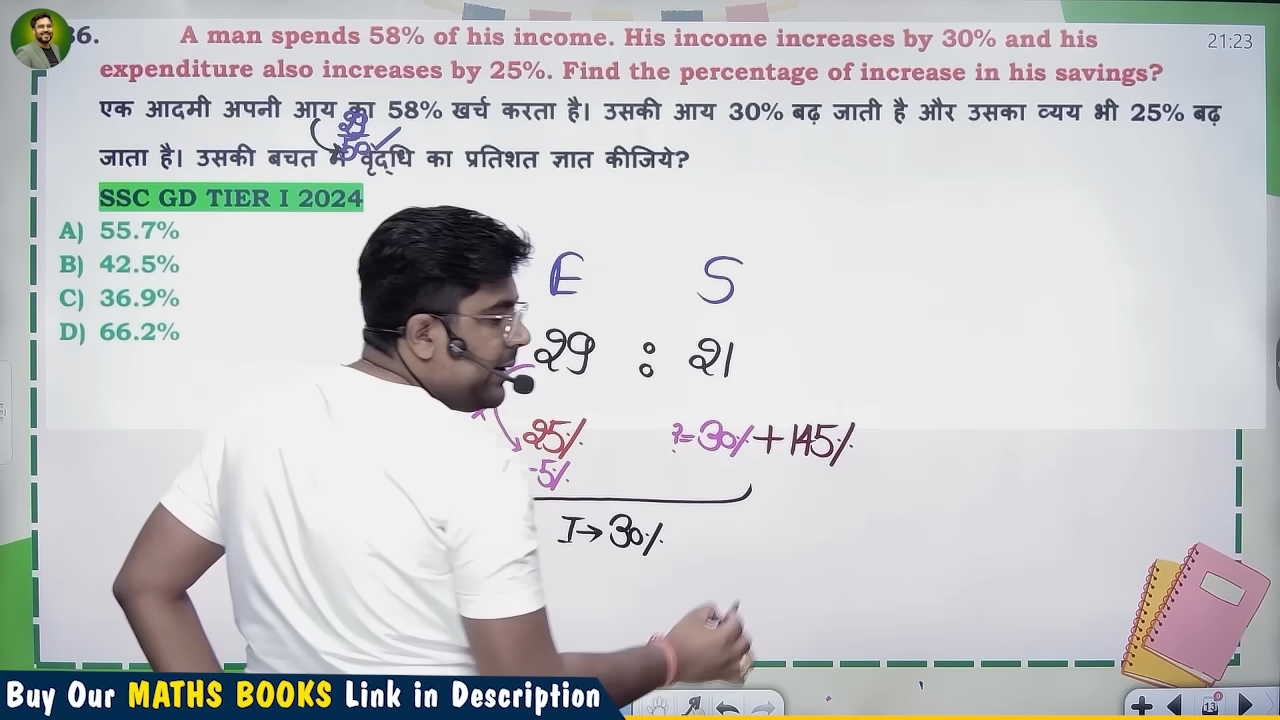 36. A man spends 58% of his income. His income increases by 30% and his
21:23
expenditure also increases by 25%. Find the percentage of increase in his savings?
एक आदमी अपनी आय का 58% खर्च करता है। उसकी आय 30% बढ़ जाती है और उसका व्यय भी 25% बढ़
29
50
जाता है। उसकी बचत में वृद्धि का प्रतिशत ज्ञात कीजिये?
SSC GD TIER I 2024
A) 55.7%
B) 42.5%
C) 36.9%
D) 66.2%
E S
29 : 21
25% ?=30%+145%
-5%
I→30%
Buy Our MATHS BOOKS Link in Description
13